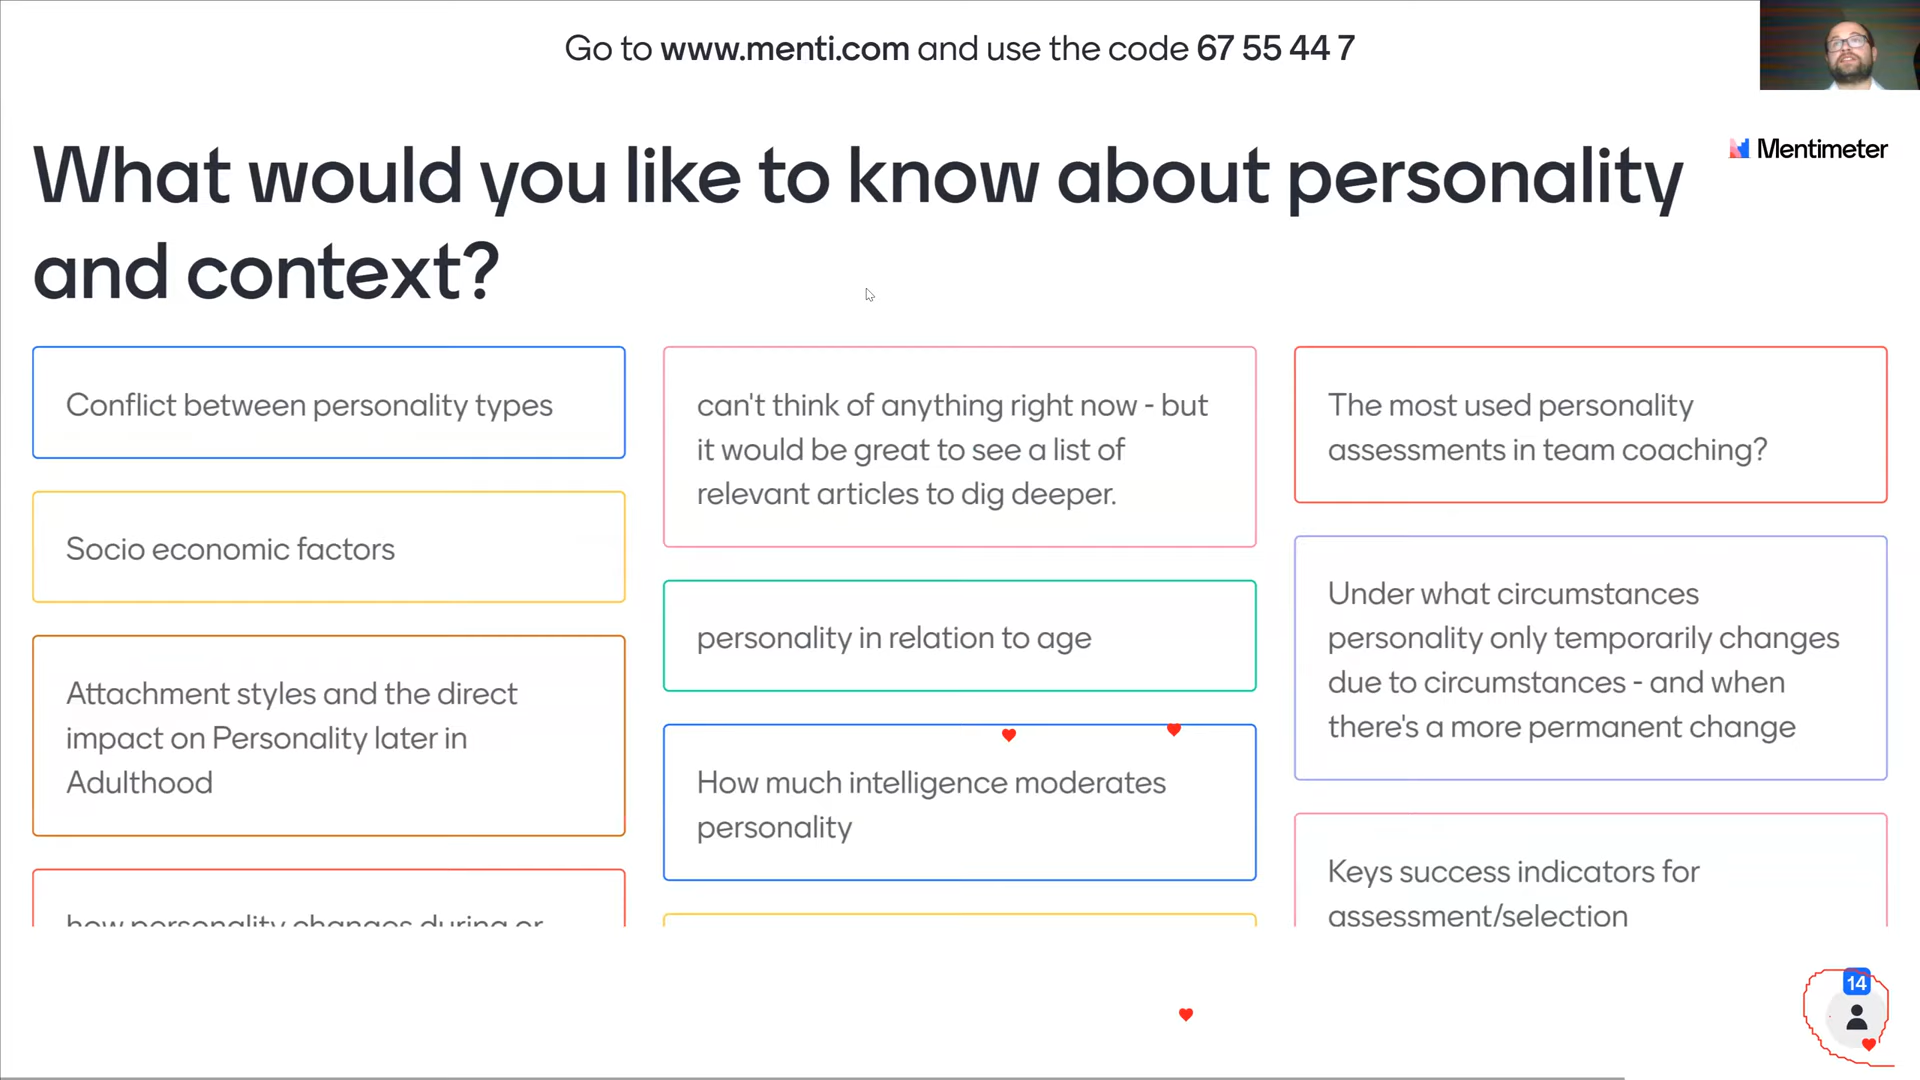 Go to www.menti.com and use the code 67 55 44 7
Mentimeter
What would you like to know about personality
and context?
Conflict between personality types
Socio economic factors
Attachment styles and the direct
impact on Personality later in
Adulthood
how personality changes during or
can't think of anything right now - but
it would be great to see a list of
relevant articles to dig deeper.
personality in relation to age
How much intelligence moderates
personality
The most used personality
assessments in team coaching?
Under what circumstances
personality only temporarily changes
due to circumstances - and when
there's a more permanent change
Keys success indicators for
assessment/selection
14